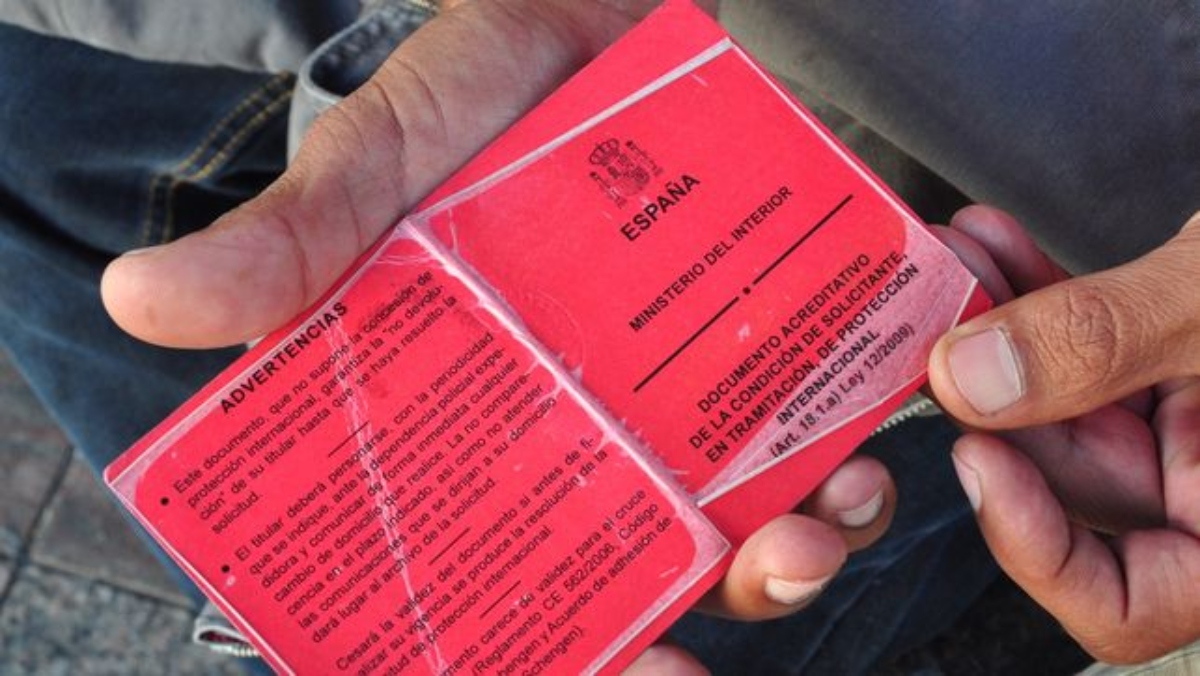 ADVERTENCIAS
Este documento, que no supone la concesión de
protección internacional, garantiza la "no devolu-
ción" de su titular hasta que se haya resuelto la
solicitud.
El titular deberá personarse, con la periodicidad
que se indique, ante la dependencia policial expe-
didora y comunicar de forma inmediata cualquier
cambio de domicilio que realice. La no compare-
cencia en el plazo indicado, así como no atender
las comunicaciones que se dirijan a su domicilio
dará lugar al archivo de la solicitud.
Cesará la validez del documento si antes de fi-
alizar su vigencia se produce la resolución de la
ud de protección internacional.
mento carece de validez para el cruce
(Reglamento CE 562/2006, Código
hengen y Acuerdo de adhesión de
Schengen).
ESPAÑA
MINISTERIO DEL INTERIOR
DOCUMENTO ACREDITATIVO
DE LA CONDICIÓN DE SOLICITANTE,
EN TRAMITACIÓN, DE PROTECCIÓN
INTERNACIONAL
(Art. 18.1.a) Ley 12/2009)